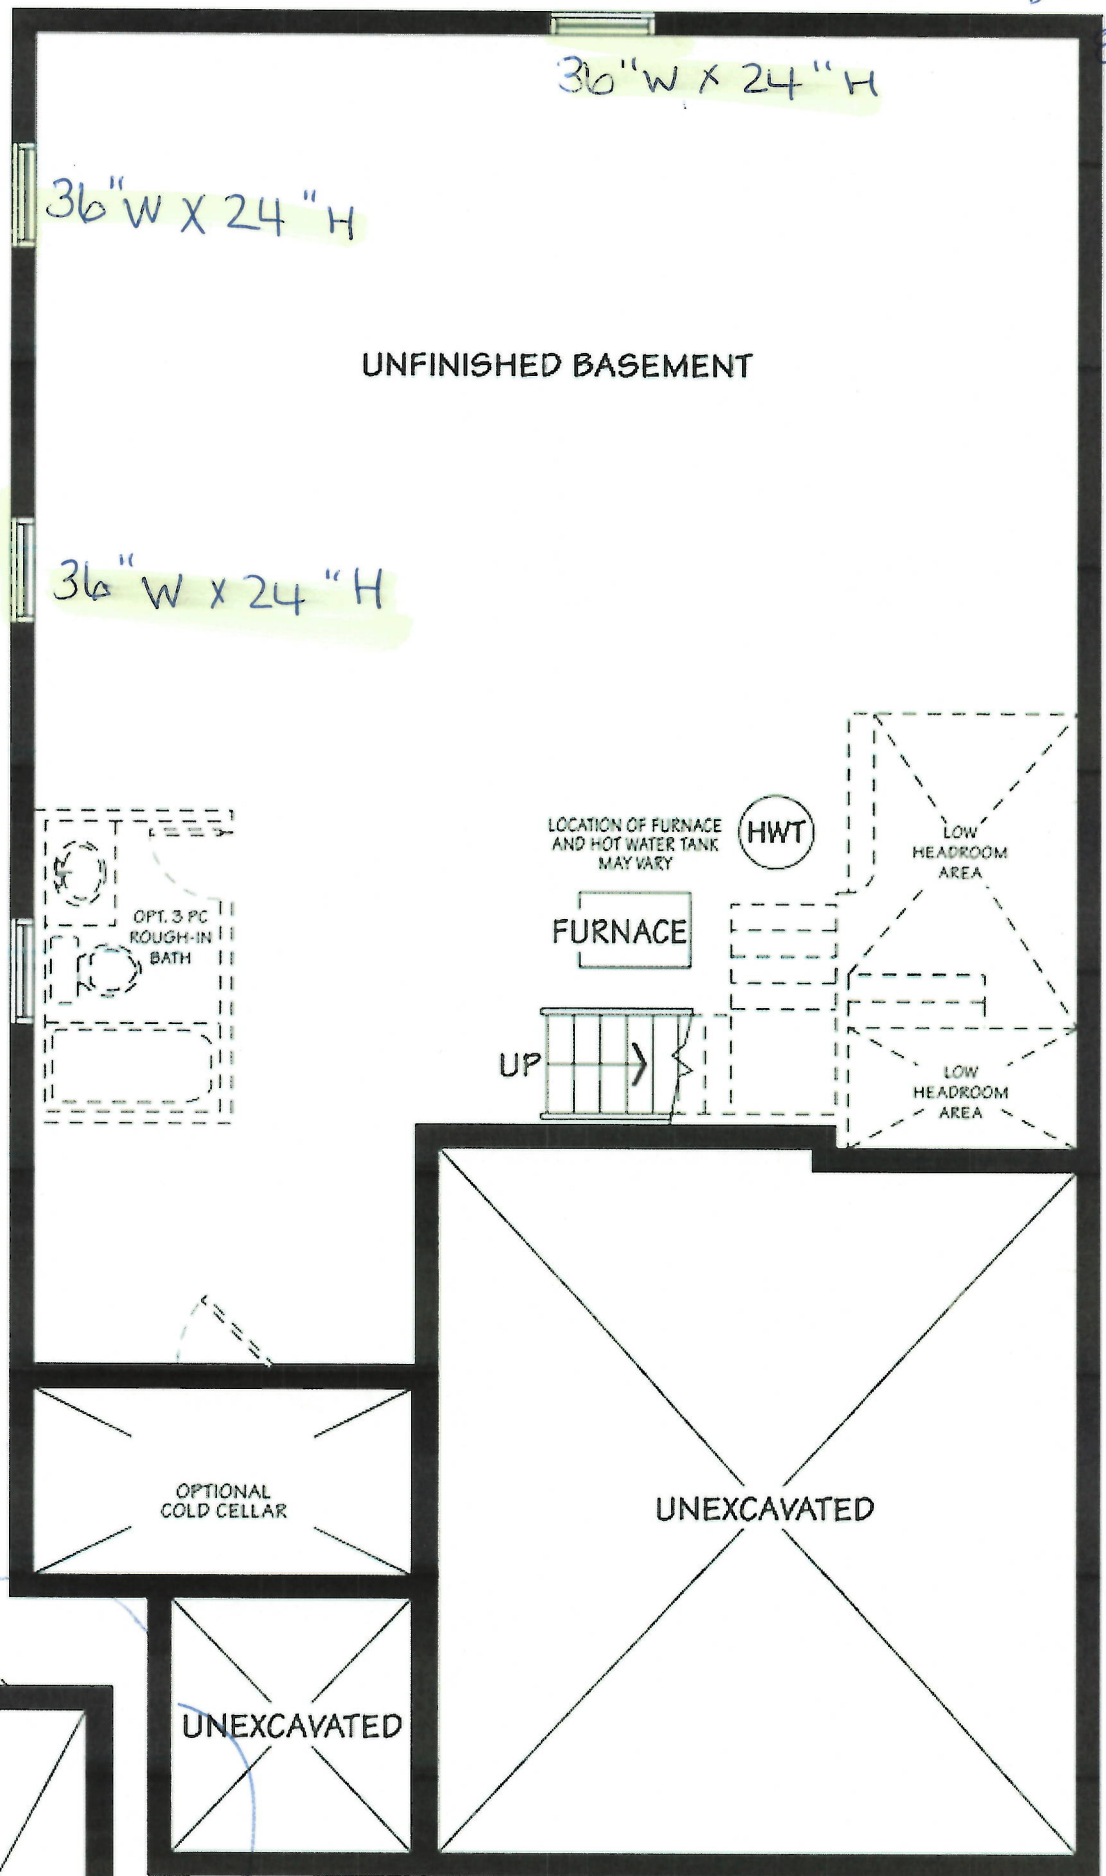 36"W X 24"H
36"W X 24"H
UNFINISHED BASEMENT
36"W X 24"H
LOCATION OF FURNACE
AND HOT WATER TANK
MAY VARY
HWT
LOW
HEADROOM
AREA
OPT. 3 PC
ROUGH-IN
BATH
FURNACE
UP
LOW
HEADROOM
AREA
OPTIONAL
COLD CELLAR
UNEXCAVATED
UNEXCAVATED